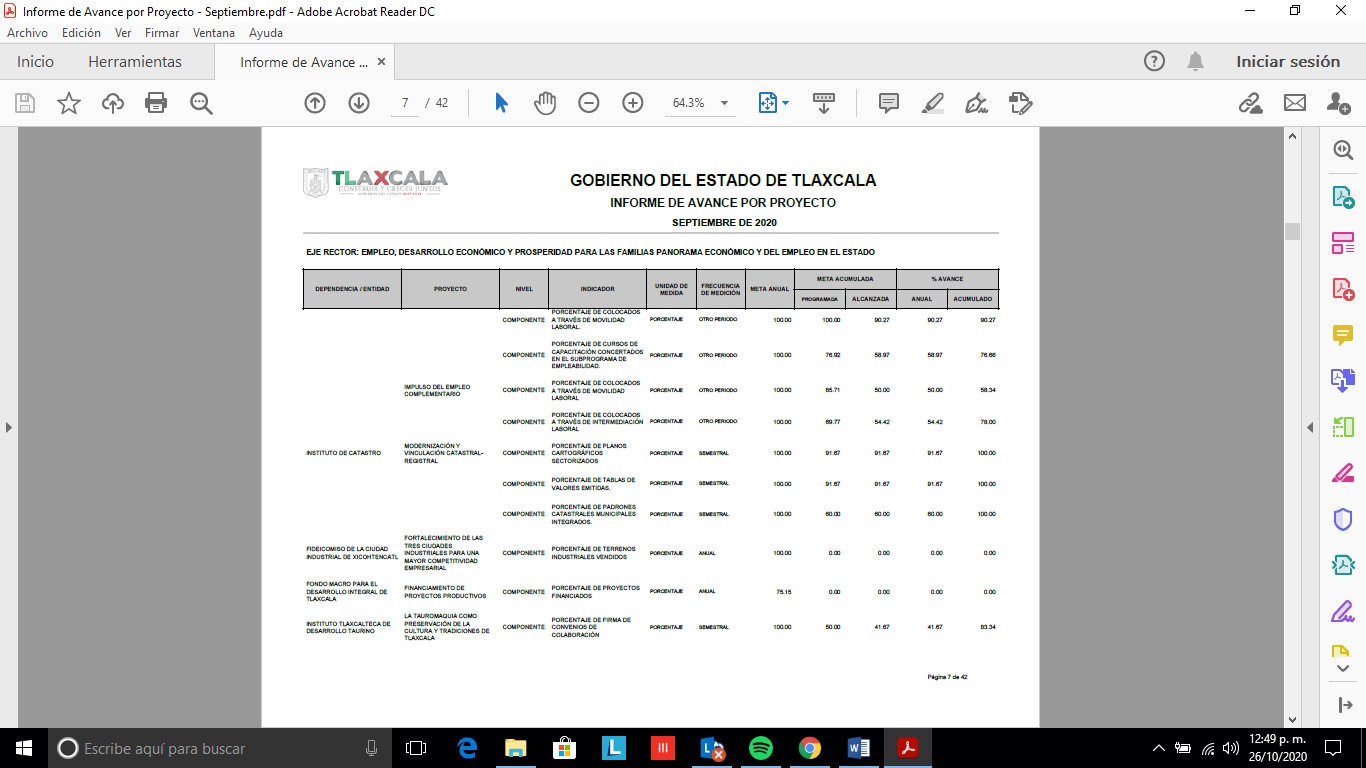 Informe de Avance por Proyecto - Septiembre.pdf - Adobe Acrobat Reader DC
Archivo Edición Ver Firmar Ventana Ayuda
Inicio Herramientas Informe de Avance ... × Iniciar sesión
7 / 42 64.3%
TLAXCALA
CONSTRUIR Y CRECER JUNTOS
GOBIERNO DEL ESTADO DE TLAXCALA
INFORME DE AVANCE POR PROYECTO
SEPTIEMBRE DE 2020
EJE RECTOR: EMPLEO, DESARROLLO ECONÓMICO Y PROSPERIDAD PARA LAS FAMILIAS PANORAMA ECONÓMICO Y DEL EMPLEO EN EL ESTADO
DEPENDENCIA / ENTIDAD PROYECTO NIVEL INDICADOR UNIDAD DE MEDIDA FRECUENCIA DE MEDICIÓN META ANUAL META ACUMULADA % AVANCE
PROGRAMADA ALCANZADA ANUAL ACUMULADO
PORCENTAJE DE COLOCADOS
COMPONENTE A TRAVÉS DE MOVILIDAD PORCENTAJE OTRO PERIODO 100.00 100.00 90.27 90.27 90.27
LABORAL.
PORCENTAJE DE CURSOS DE
COMPONENTE CAPACITACIÓN CONCERTADOS PORCENTAJE OTRO PERIODO 100.00 76.92 58.97 58.97 76.66
EN EL SUBPROGRAMA DE
EMPLEABILIDAD.
IMPULSO DEL EMPLEO PORCENTAJE DE COLOCADOS
COMPLEMENTARIO COMPONENTE A TRAVÉS DE MOVILIDAD PORCENTAJE OTRO PERIODO 100.00 85.71 50.00 50.00 58.34
LABORAL
PORCENTAJE DE COLOCADOS
COMPONENTE A TRAVÉS DE INTERMEDIACIÓN PORCENTAJE OTRO PERIODO 100.00 69.77 54.42 54.42 78.00
LABORAL
MODERNIZACIÓN Y PORCENTAJE DE PLANOS
INSTITUTO DE CATASTRO VINCULACIÓN CATASTRAL- COMPONENTE CARTOGRÁFICOS PORCENTAJE SEMESTRAL 100.00 91.67 91.67 91.67 100.00
REGISTRAL SECTORIZADOS
PORCENTAJE DE TABLAS DE
COMPONENTE VALORES EMITIDAS. PORCENTAJE SEMESTRAL 100.00 91.67 91.67 91.67 100.00
PORCENTAJE DE PADRONES
COMPONENTE CATASTRALES MUNICIPALES PORCENTAJE SEMESTRAL 100.00 60.00 60.00 60.00 100.00
INTEGRADOS.
FORTALECIMIENTO DE LAS
FIDEICOMISO DE LA CIUDAD TRES CIUDADES PORCENTAJE DE TERRENOS
INDUSTRIAL DE XICOHTENCATL INDUSTRIALES PARA UNA COMPONENTE INDUSTRIALES VENDIDOS PORCENTAJE ANUAL 100.00 0.00 0.00 0.00 0.00
MAYOR COMPETITIVIDAD
EMPRESARIAL
FONDO MACRO PARA EL FINANCIAMIENTO DE PORCENTAJE DE PROYECTOS
DESARROLLO INTEGRAL DE PROYECTOS PRODUCTIVOS COMPONENTE FINANCIADOS PORCENTAJE ANUAL 75.15 0.00 0.00 0.00 0.00
TLAXCALA
LA TAUROMAQUIA COMO PORCENTAJE DE FIRMA DE
INSTITUTO TLAXCALTECA DE PRESERVACIÓN DE LA COMPONENTE CONVENIOS DE PORCENTAJE SEMESTRAL 100.00 50.00 41.67 41.67 83.34
DESARROLLO TAURINO CULTURA Y TRADICIONES DE COLABORACIÓN
TLAXCALA
Página 7 de 42
Escribe aquí para buscar
12:49 p. m.
26/10/2020